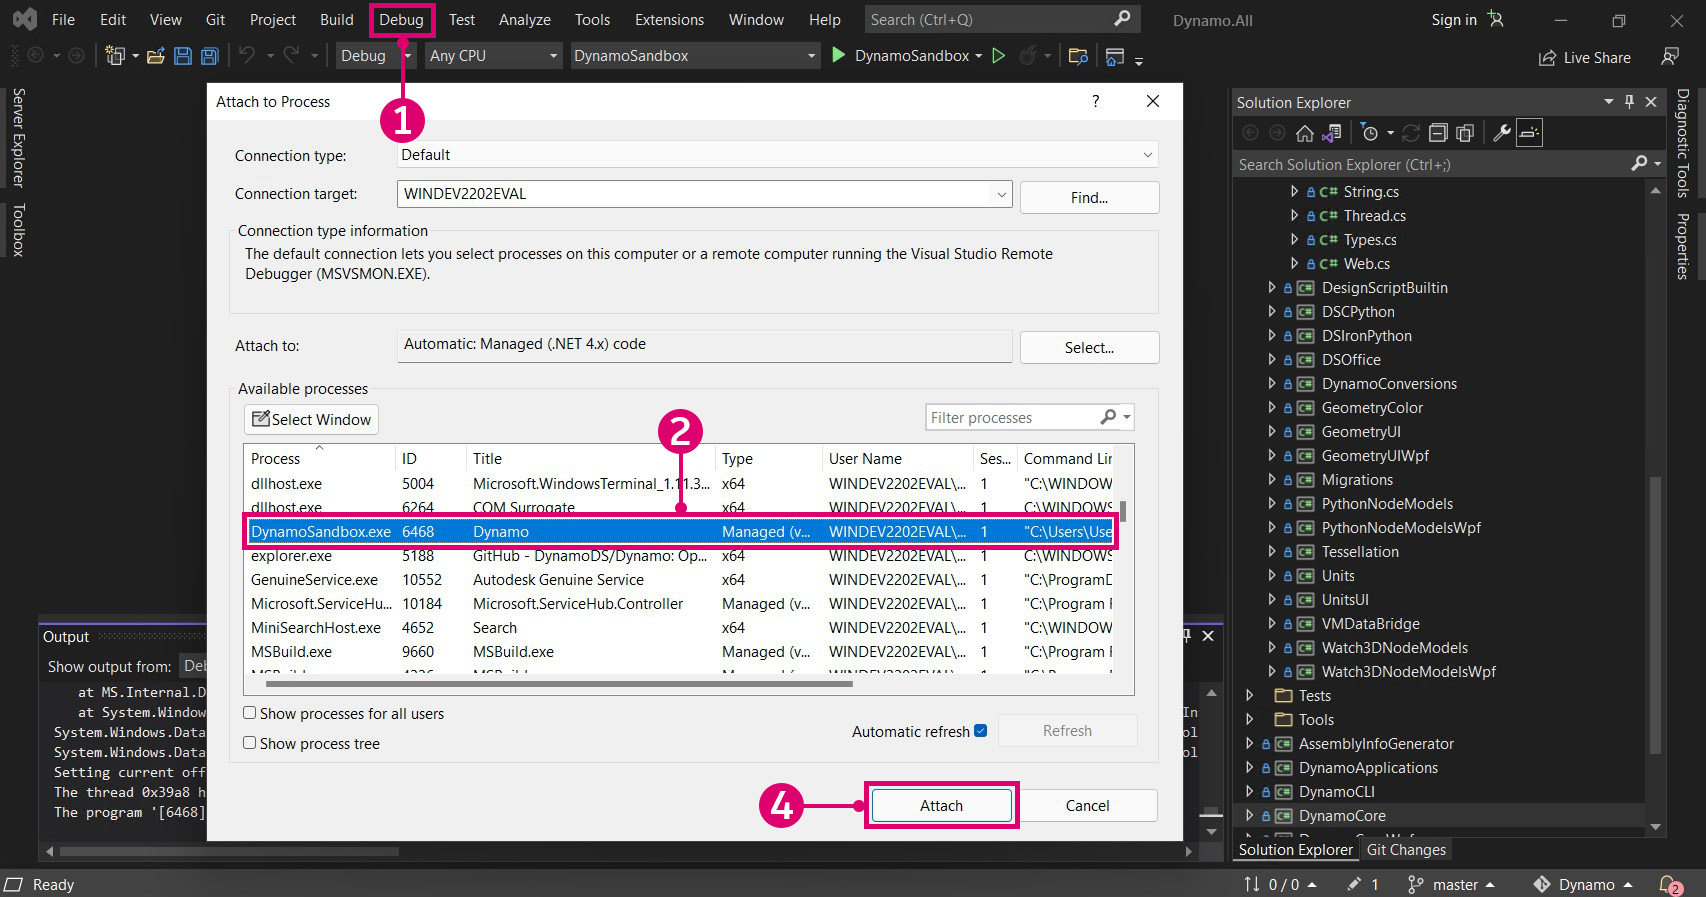 File Edit View Git Project Build Debug Test Analyze Tools Extensions Window Help Search (Ctrl+Q) Dynamo.All Sign in
Debug Any CPU DynamoSandbox DynamoSandbox Live Share
Server Explorer
Toolbox
1
Attach to Process ?
Connection type: Default
Connection target: WINDEV2202EVAL Find...
Connection type information
The default connection lets you select processes on this computer or a remote computer running the Visual Studio Remote
Debugger (MSVSMON.EXE).
Attach to: Automatic: Managed (.NET 4.x) code Select...
Available processes
Select Window 2 Filter processes
Process ID Title Type User Name Ses... Command Lin
dllhost.exe 5004 Microsoft.WindowsTerminal_1.11.3... x64 WINDEV2202EVAL\... 1 "C:\WINDOW
dllhost.exe 6264 COM Surrogate x64 WINDEV2202EVAL\... 1 C:\WINDOWS
DynamoSandbox.exe 6468 Dynamo Managed (v... WINDEV2202EVAL\... 1 "C:\Users\Use
explorer.exe 5188 GitHub - DynamoDS/Dynamo: Op... x64 WINDEV2202EVAL\... 1 C:\WINDOWS
GenuineService.exe 10552 Autodesk Genuine Service x64 WINDEV2202EVAL\... 1 "C:\ProgramD
Microsoft.ServiceHu... 10184 Microsoft.ServiceHub.Controller Managed (v... WINDEV2202EVAL\... 1 "C:\Program F
MiniSearchHost.exe 4652 Search x64 WINDEV2202EVAL\... 1 "C:\WINDOW
MSBuild.exe 9660 MSBuild.exe Managed (v... WINDEV2202EVAL\... 1 "C:\Program F
Show processes for all users
Show process tree
Automatic refresh Refresh
4 Attach Cancel
Output
Show output from: Deb
at MS.Internal.D
at System.Window
System.Windows.Data
System.Windows.Data
Setting current off
The thread 0x39a8 h
The program '[6468]
In
ol
ol
Solution Explorer
Search Solution Explorer (Ctrl+;)
C# String.cs
C# Thread.cs
C# Types.cs
C# Web.cs
C# DesignScriptBuiltin
C# DSCPython
C# DSIronPython
C# DSOffice
C# DynamoConversions
C# GeometryColor
C# GeometryUI
C# GeometryUIWpf
C# Migrations
C# PythonNodeModels
C# PythonNodeModelsWpf
C# Tessellation
C# Units
C# UnitsUI
C# VMDataBridge
C# Watch3DNodeModels
C# Watch3DNodeModelsWpf
Tests
Tools
C# AssemblyInfoGenerator
C# DynamoApplications
C# DynamoCLI
C# DynamoCore
Solution Explorer Git Changes
Diagnostic Tools
Properties
Ready 0 / 0 1 master Dynamo 2